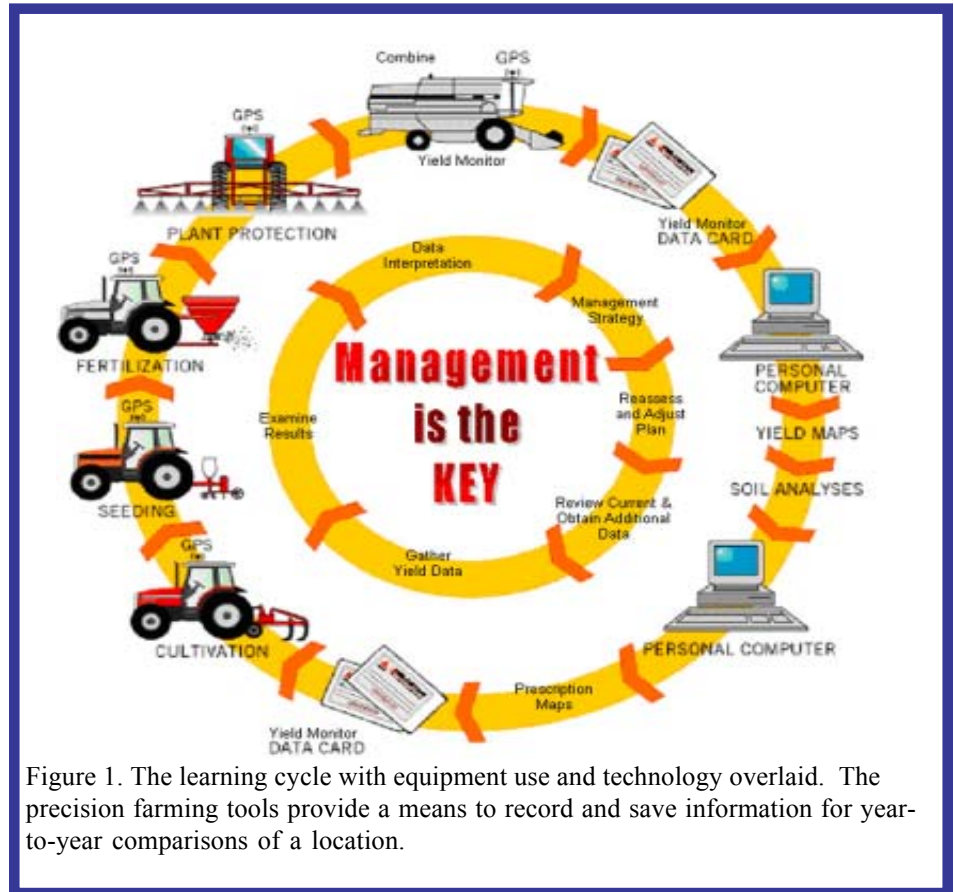 Combine
GPS
Yield Monitor
Yield Monitor
DATA CARD
PERSONAL
COMPUTER
YIELD MAPS
SOIL ANALYSES
PERSONAL COMPUTER
Prescription
Maps
Yield Monitor
DATA CARD
GPS
CULTIVATION
GPS
SEEDING
GPS
FERTILIZATION
GPS
PLANT PROTECTION
Data
Interpretation
Management
Strategy
Reassess
and Adjust
Plan
Review Current &
Obtain Additional
Data
Gather
Yield Data
Examine
Results
Management
is the
KEY
Figure 1. The learning cycle with equipment use and technology overlaid. The
precision farming tools provide a means to record and save information for year-
to-year comparisons of a location.